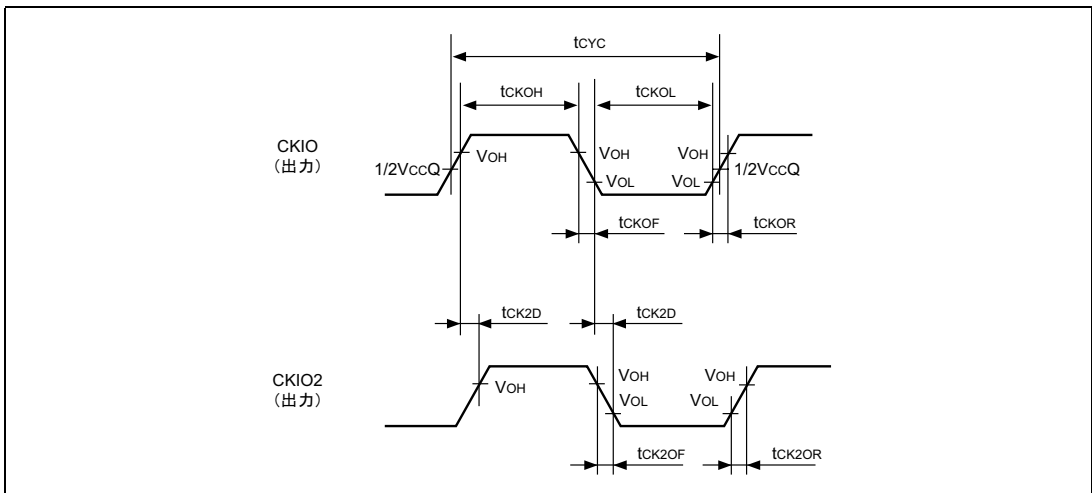 tCYC
tCKOH
tCKOL
CKIO
（出力）
1/2VCCQ
VOH
VOH
VOL
VOH
VOL
1/2VCCQ
tCKOF
tCKOR
tCK2D
tCK2D
CKIO2
（出力）
VOH
VOH
VOL
VOH
VOL
tCK2OF
tCK2OR